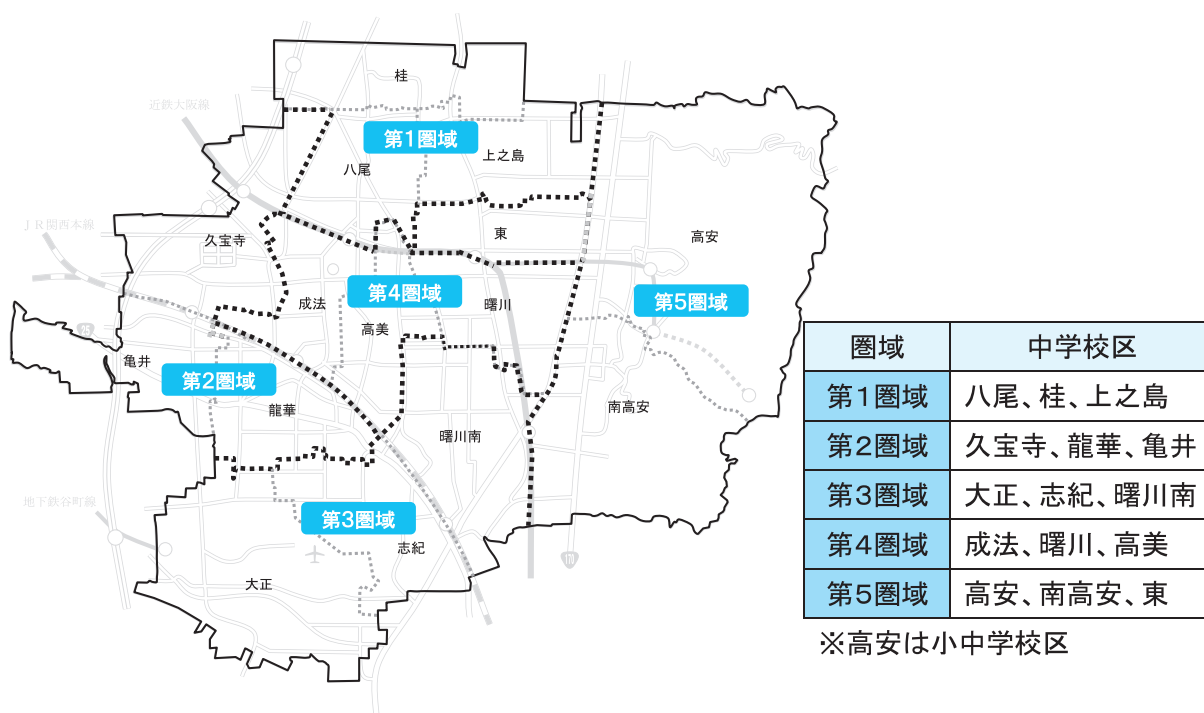 桂
近鉄大阪線
第1圏域
上之島
八尾
JR関西本線
久宝寺
東
高安
成法
第4圏域
曙川
第5圏域
高美
25
亀井
第2圏域
龍華
南高安
曙川南
地下鉄谷町線
第3圏域
志紀
170
大正
圏域 中学校区
第1圏域 八尾、桂、上之島
第2圏域 久宝寺、龍華、亀井
第3圏域 大正、志紀、曙川南
第4圏域 成法、曙川、高美
第5圏域 高安、南高安、東
※高安は小中学校区